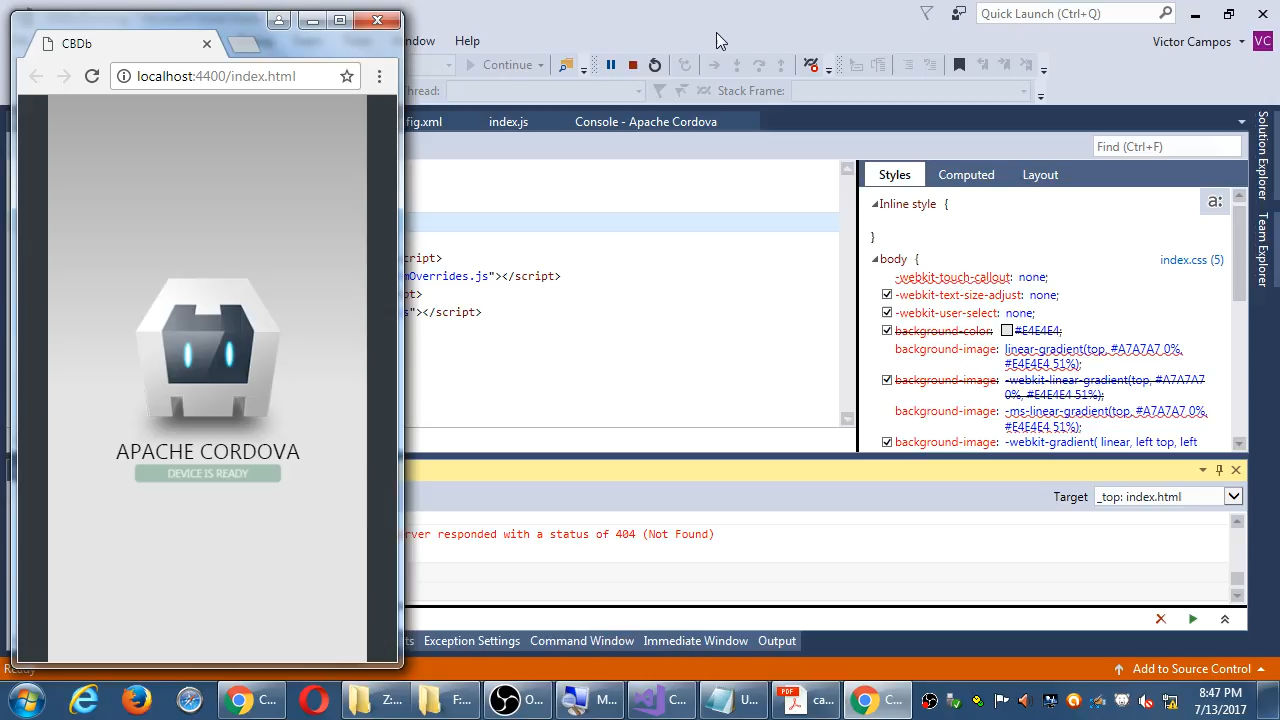 Quick Launch (Ctrl+Q)
CBDb
ndow Help
Victor Campos VC
localhost:4400/index.html
Continue
hread: Stack Frame:
fig.xml index.js Console - Apache Cordova
Find (Ctrl+F)
Solution Explorer
Team Explorer
Styles Computed Layout
Inline style {
a:
}
body { index.css (5)
-webkit-touch-callout: none;
-webkit-text-size-adjust: none;
-webkit-user-select: none;
background-color: #E4E4E4;
background-image: linear-gradient(top, #A7A7A7 0%,
#E4E4E4 51%);
background-image: -webkit-linear-gradient(top, #A7A7A7
0%, #E4E4E4 51%);
background-image: -ms-linear-gradient(top, #A7A7A7 0%,
#E4E4E4 51%);
background-image: -webkit-gradient( linear, left top, left
cript>
mOverrides.js"></script>
pt>
s"></script>
APACHE CORDOVA
DEVICE IS READY
Target _top: index.html
rver responded with a status of 404 (Not Found)
ts Exception Settings Command Window Immediate Window Output
Ready
Add to Source Control
C... Z:... F:... O... M... C... U... PDF ca... C...
8:47 PM
7/13/2017